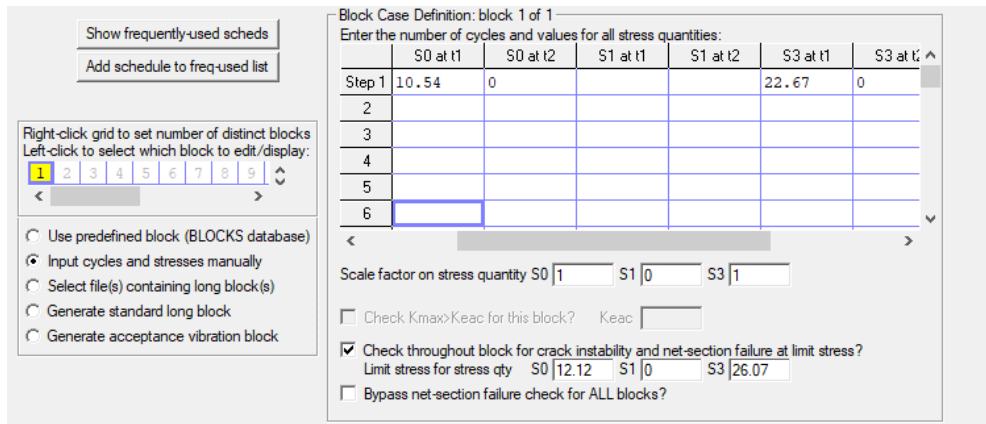 Show frequently-used scheds
Add schedule to freq-used list
Right-click grid to set number of distinct blocks
Left-click to select which block to edit/display:
1 2 3 4 5 6 7 8 9
Use predefined block (BLOCKS database)
Input cycles and stresses manually
Select file(s) containing long block(s)
Generate standard long block
Generate acceptance vibration block
Block Case Definition: block 1 of 1
Enter the number of cycles and values for all stress quantities:
S0 at t1 S0 at t2 S1 at t1 S1 at t2 S3 at t1 S3 at t2
Step 1 10.54 0 22.67 0
2
3
4
5
6
Scale factor on stress quantity S0 1 S1 0 S3 1
Check Kmax>Keac for this block? Keac
Check throughout block for crack instability and net-section failure at limit stress?
Limit stress for stress qty S0 12.12 S1 0 S3 26.07
Bypass net-section failure check for ALL blocks?